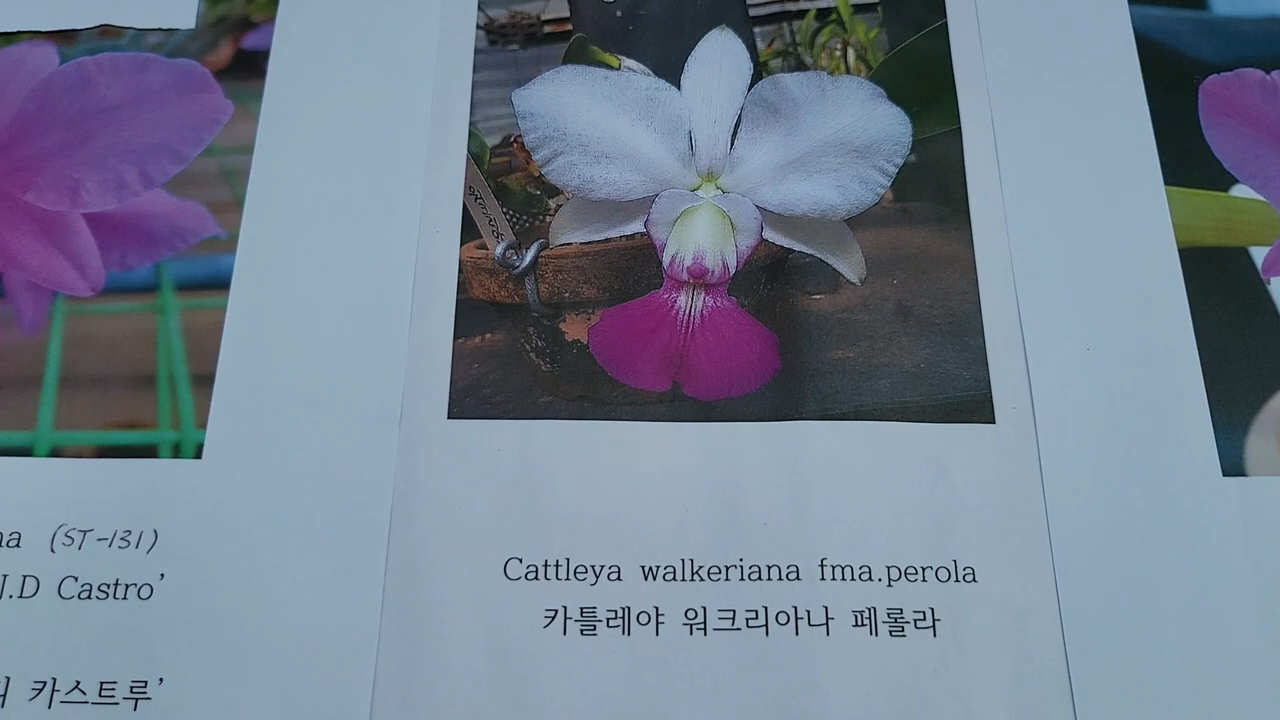 na (ST-131)
J.D Castro’
카스트루’
Cattleya walkeriana fma.perola
카틀레야 워크리아나 페롤라